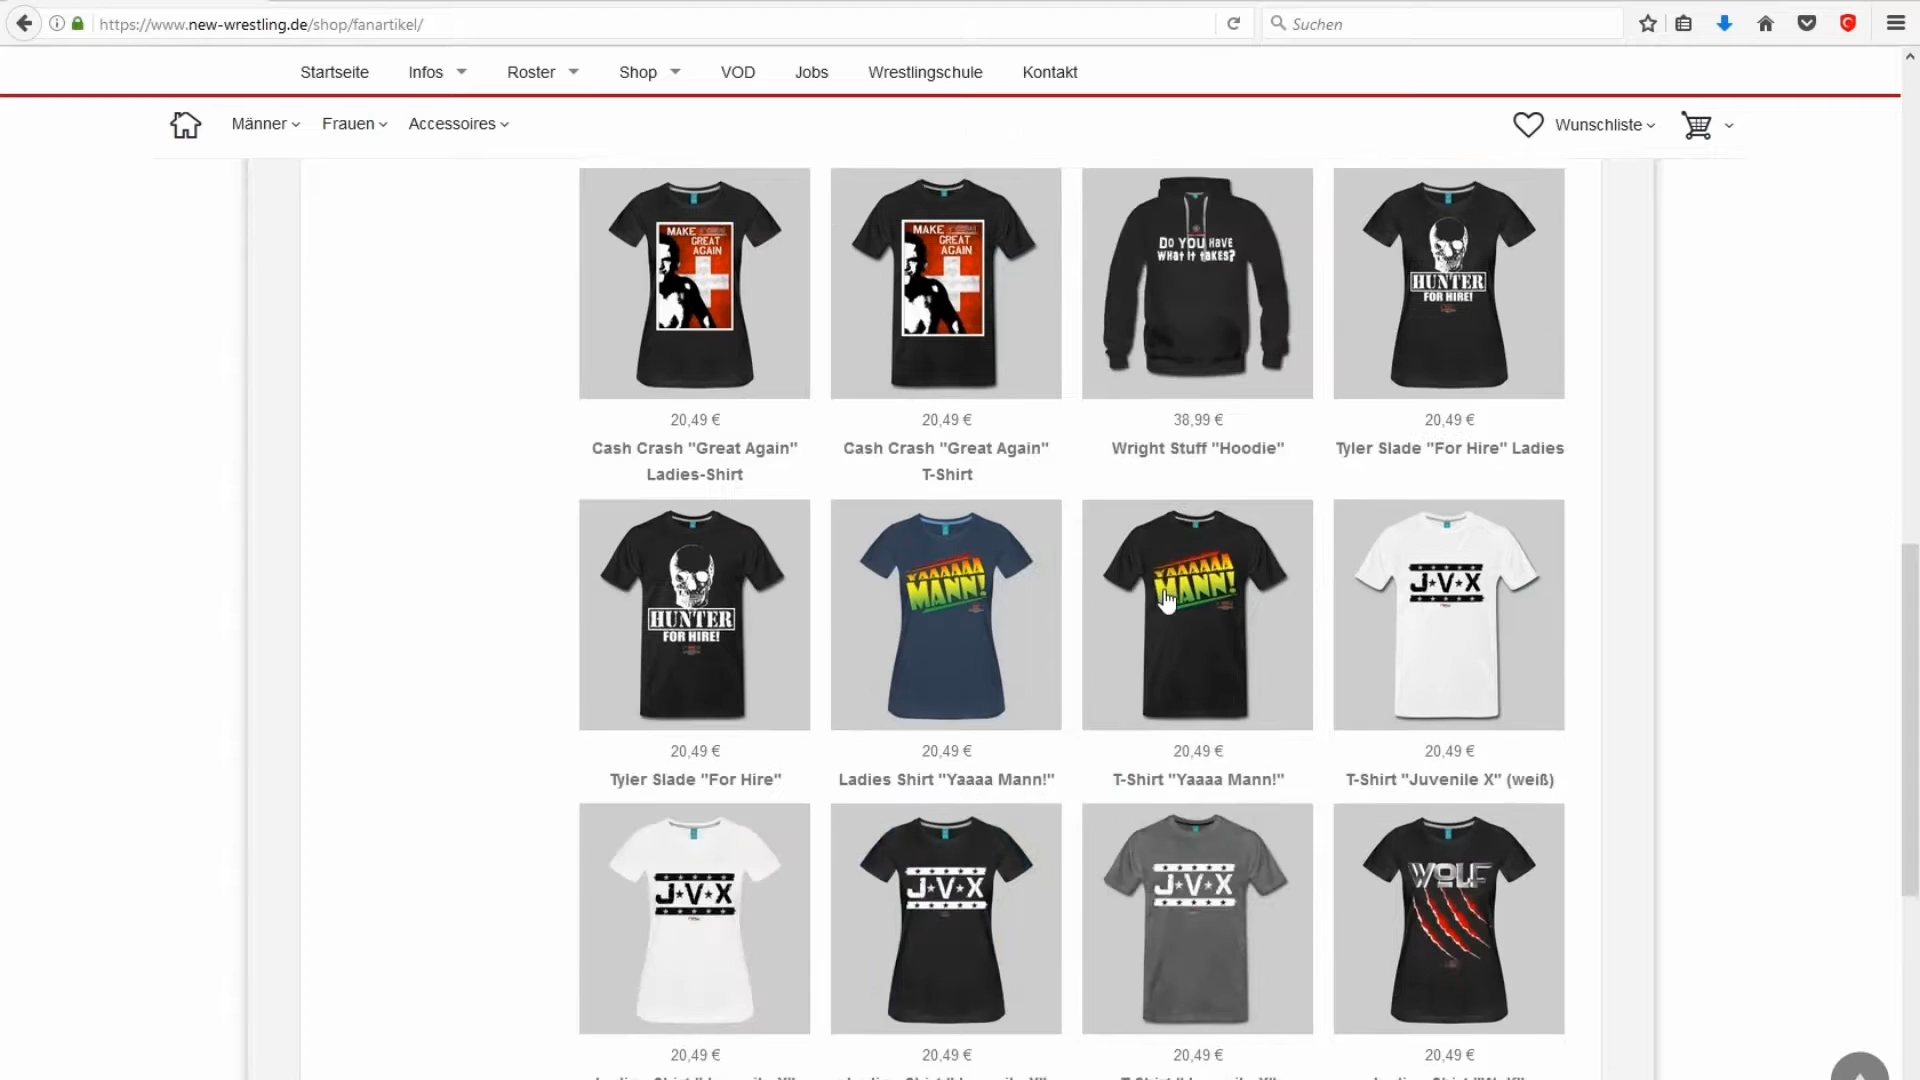 https://www.new-wrestling.de/shop/fanartikel/
Suchen
Startseite Infos Roster Shop VOD Jobs Wrestlingschule Kontakt
Männer Frauen Accessoires Wunschliste
MAKE
GREAT
AGAIN
MAKE
GREAT
AGAIN
DO YOU HAVE
WHAT IT TAKES?
HUNTER
FOR HIRE!
20,49 € 20,49 € 38,99 € 20,49 €
Cash Crash "Great Again" Ladies-Shirt
Cash Crash "Great Again" T-Shirt
Wright Stuff "Hoodie"
Tyler Slade "For Hire" Ladies
HUNTER
FOR HIRE!
YAAAAAA
MANN!
YAAAAAA
MANN!
J★V★X
20,49 € 20,49 € 20,49 € 20,49 €
Tyler Slade "For Hire"
Ladies Shirt "Yaaaa Mann!"
T-Shirt "Yaaaa Mann!"
T-Shirt "Juvenile X" (weiß)
J★V★X
J★V★X
J★V★X
WOLF
20,49 € 20,49 € 20,49 € 20,49 €